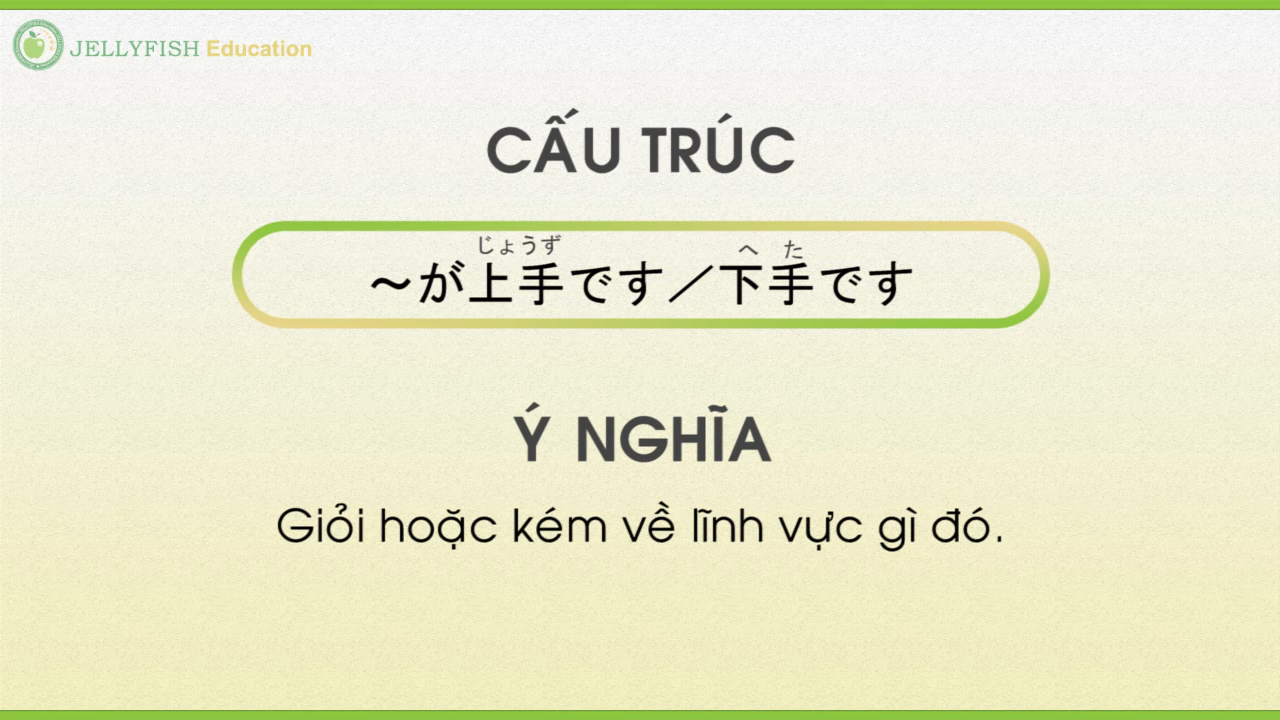 JELLYFISH Education
CẤU TRÚC
じょうず へ た
～が上手です／下手です
Ý NGHĨA
Giỏi hoặc kém về lĩnh vực gì đó.